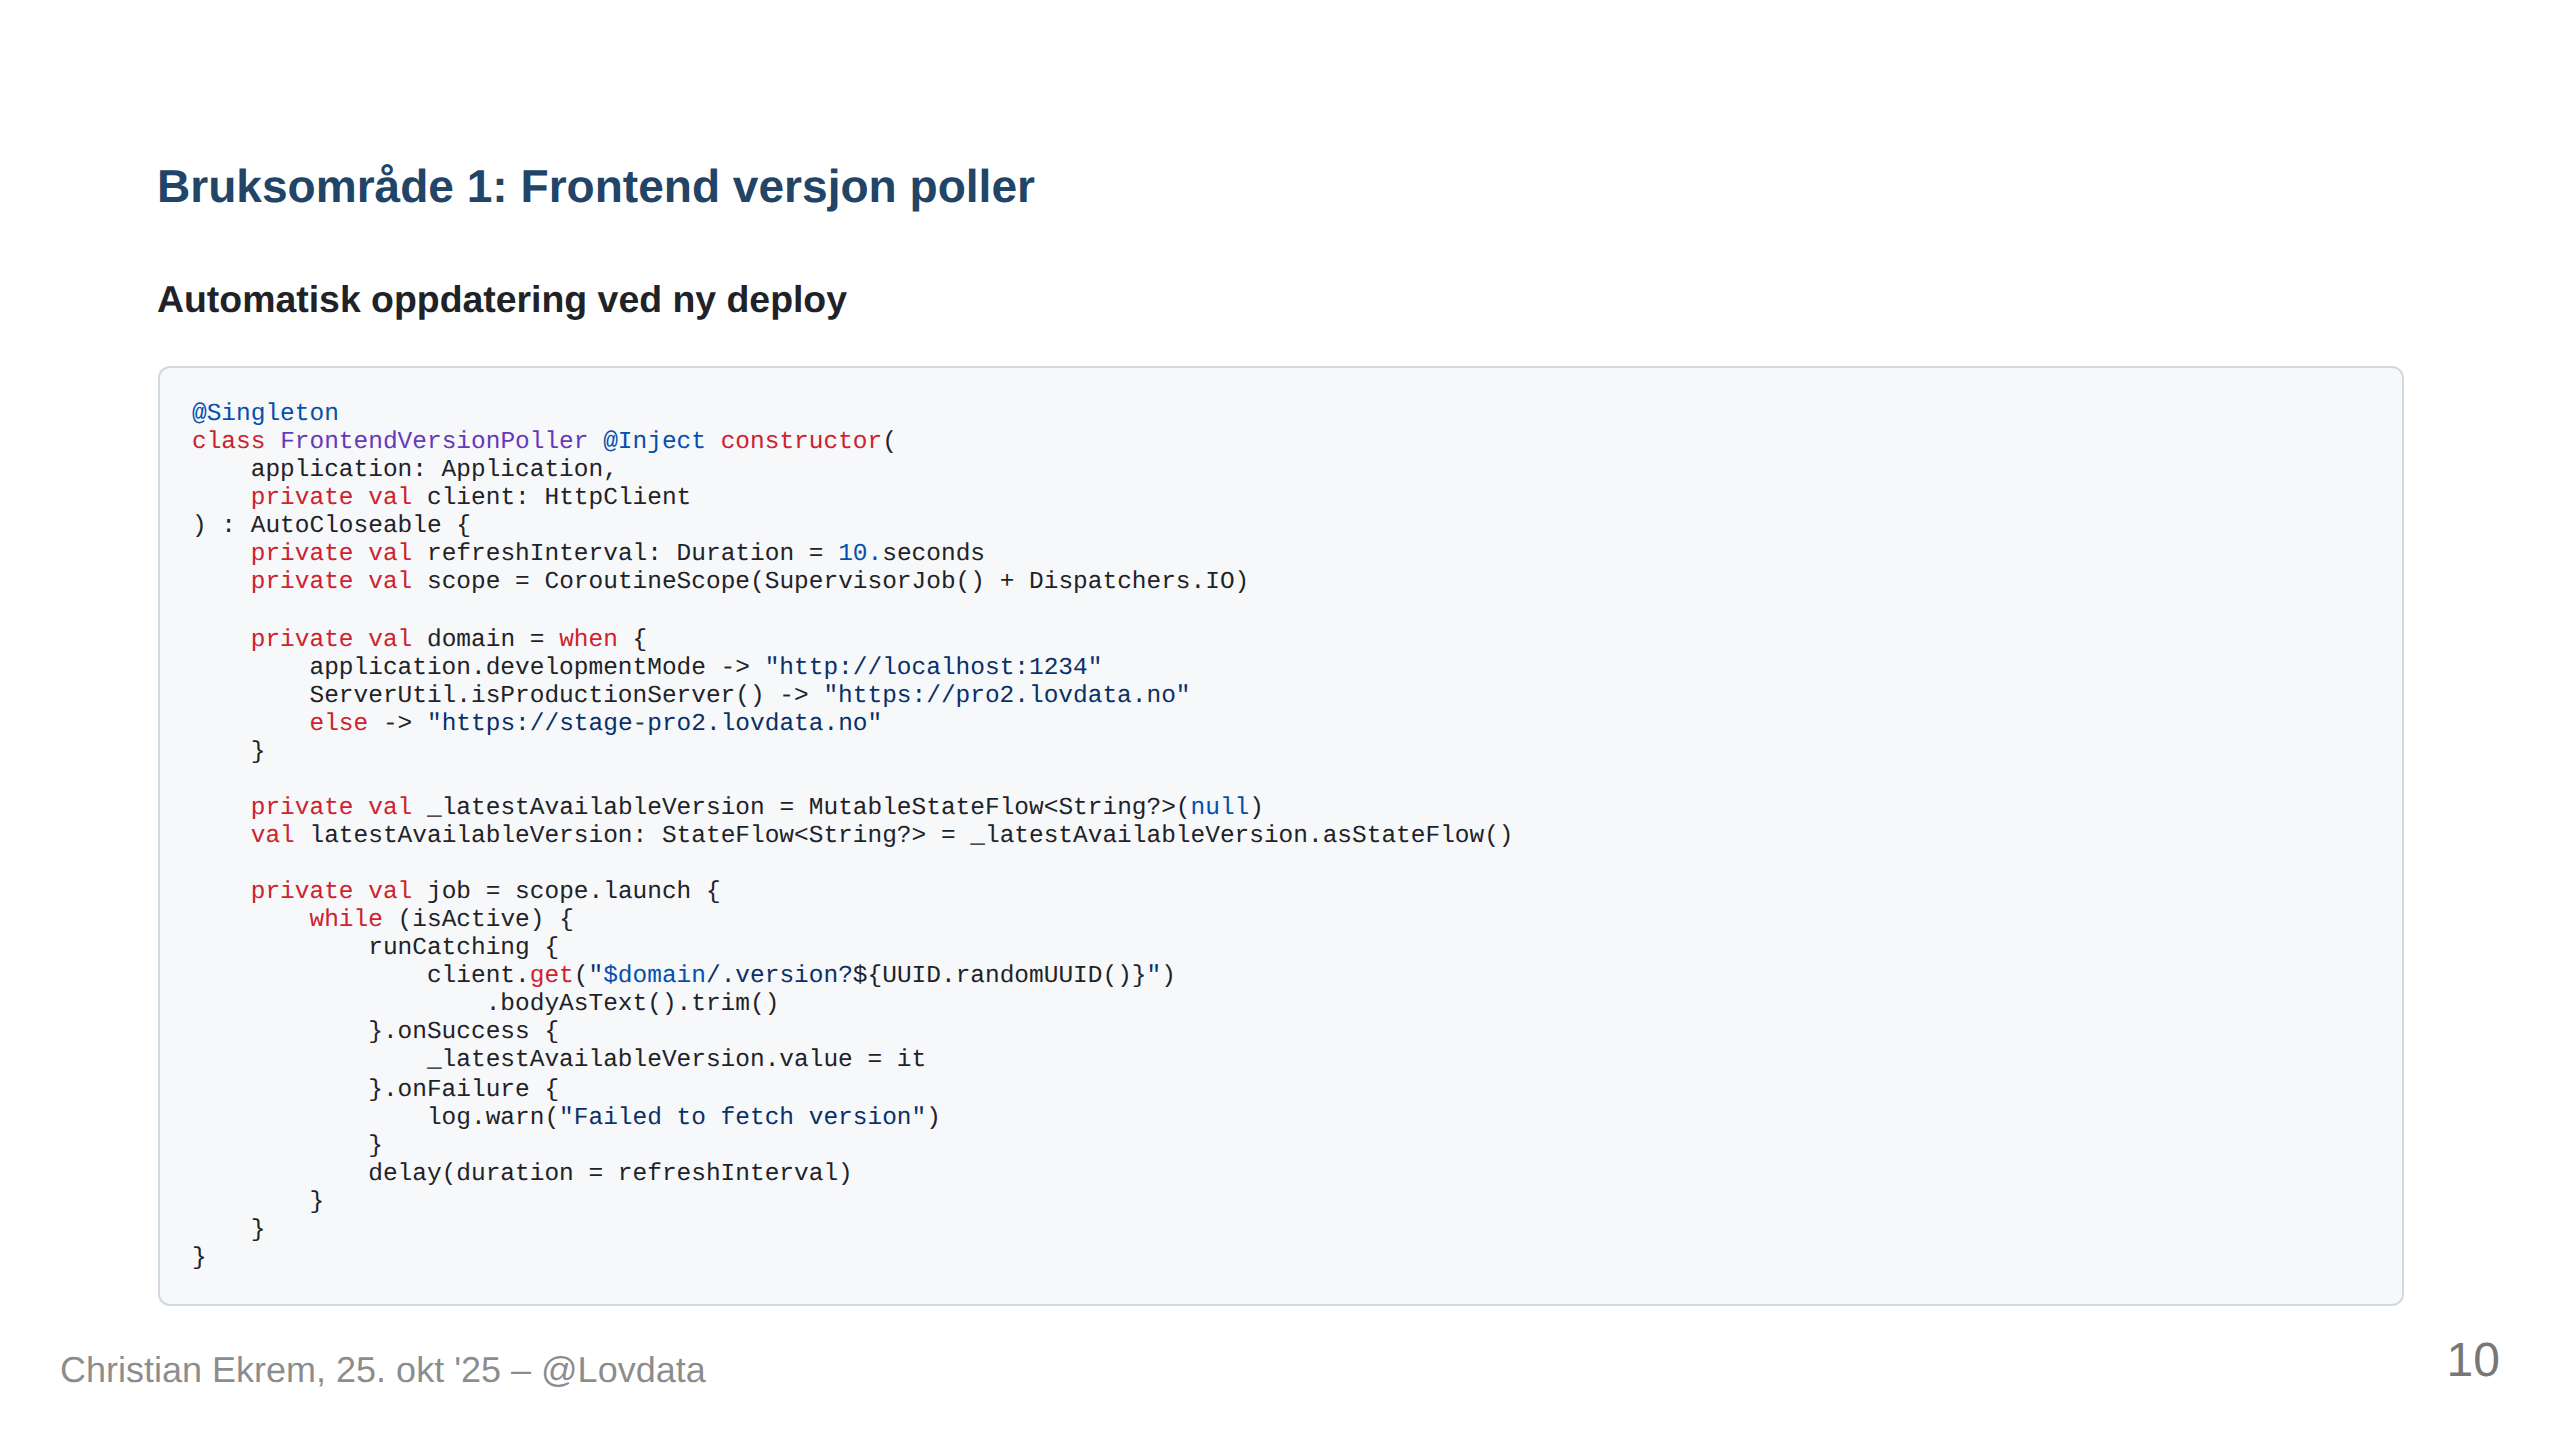 Bruksområde 1: Frontend versjon poller
Automatisk oppdatering ved ny deploy
@Singleton
class FrontendVersionPoller @Inject constructor(
    application: Application,
    private val client: HttpClient
) : AutoCloseable {
    private val refreshInterval: Duration = 10.seconds
    private val scope = CoroutineScope(SupervisorJob() + Dispatchers.IO)

    private val domain = when {
        application.developmentMode -> "http://localhost:1234"
        ServerUtil.isProductionServer() -> "https://pro2.lovdata.no"
        else -> "https://stage-pro2.lovdata.no"
    }

    private val _latestAvailableVersion = MutableStateFlow<String?>(null)
    val latestAvailableVersion: StateFlow<String?> = _latestAvailableVersion.asStateFlow()

    private val job = scope.launch {
        while (isActive) {
            runCatching {
                client.get("$domain/.version?${UUID.randomUUID()}")
                    .bodyAsText().trim()
            }.onSuccess {
                _latestAvailableVersion.value = it
            }.onFailure {
                log.warn("Failed to fetch version")
            }
            delay(duration = refreshInterval)
        }
    }
}
Christian Ekrem, 25. okt '25 – @Lovdata
10